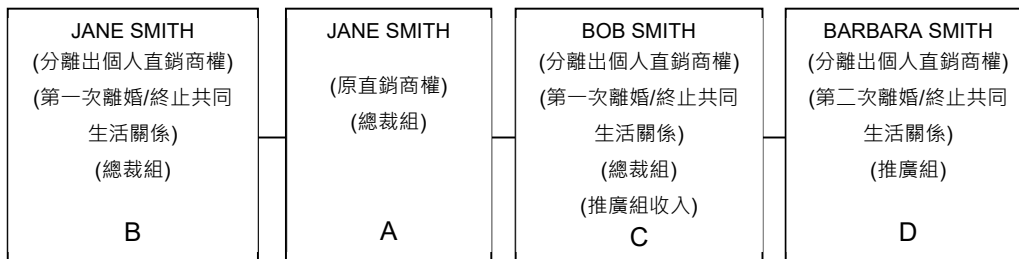 JANE SMITH
(分離出個人直銷商權)
(第一次離婚/終止共同
生活關係)
(總裁組)
B
JANE SMITH
(原直銷商權)
(總裁組)
A
BOB SMITH
(分離出個人直銷商權)
(第一次離婚/終止共同
生活關係)
(總裁組)
(推廣組收入)
C
BARBARA SMITH
(分離出個人直銷商權)
(第二次離婚/終止共同
生活關係)
(推廣組)
D